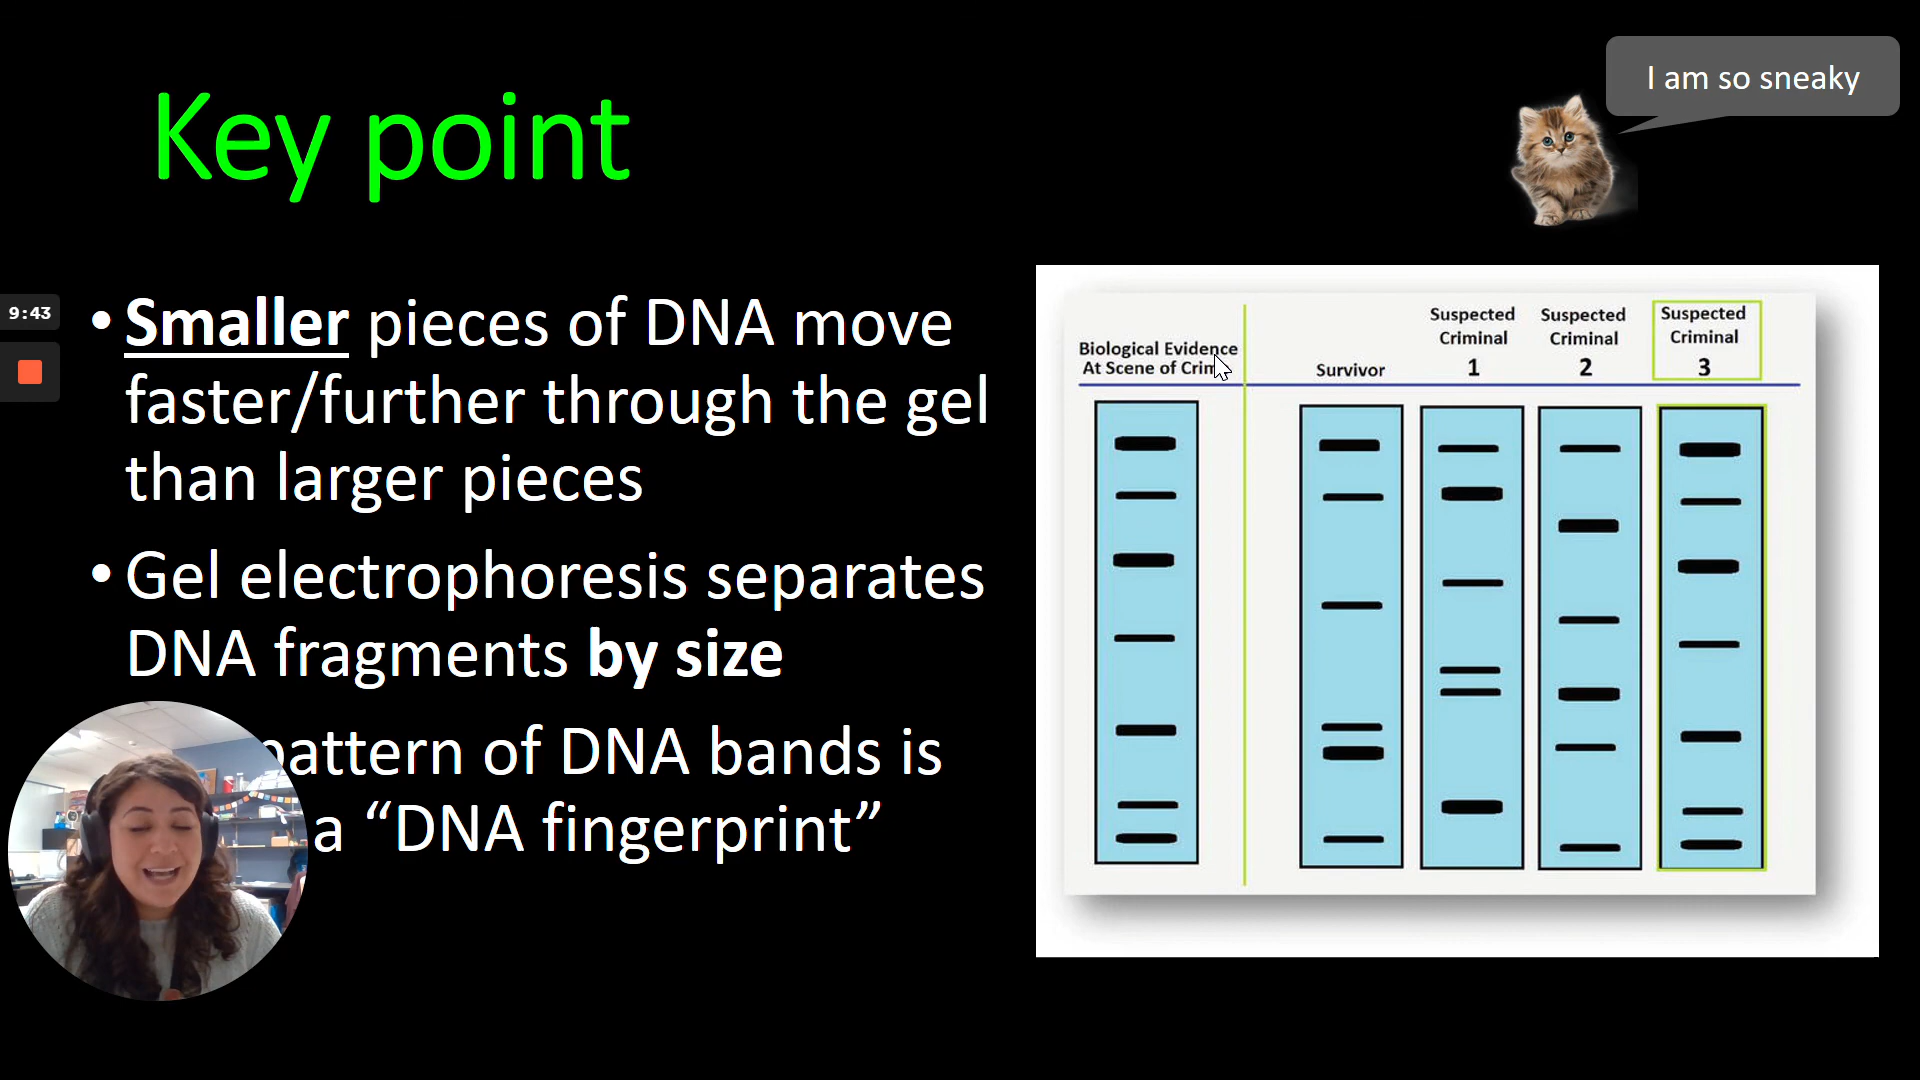 Key point
I am so sneaky
9:43
• Smaller pieces of DNA move
faster/further through the gel
than larger pieces
• Gel electrophoresis separates
DNA fragments by size
pattern of DNA bands is
a “DNA fingerprint”
Biological Evidence
At Scene of
Survivor
Suspected
Criminal
1
Suspected
Criminal
2
Suspected
Criminal
3